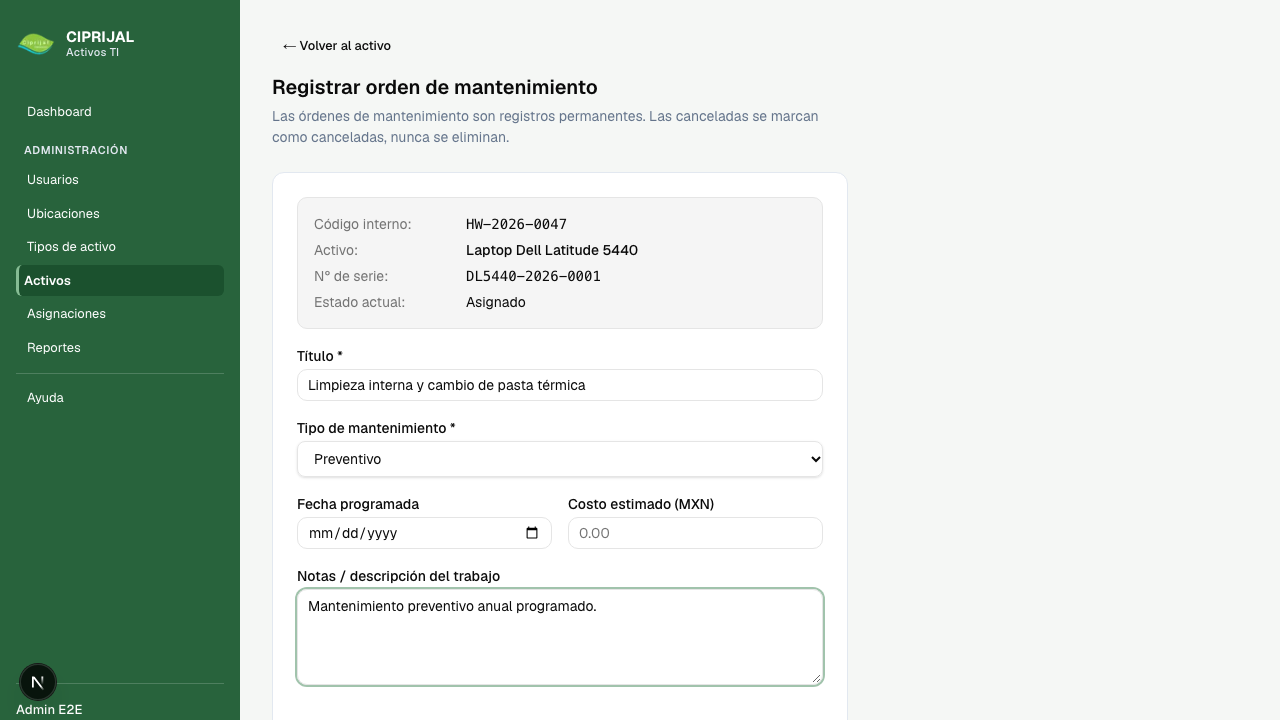 CIPRIJAL
Activos TI
Dashboard
ADMINISTRACIÓN
Usuarios
Ubicaciones
Tipos de activo
Activos
Asignaciones
Reportes
Ayuda
N
Admin E2E
← Volver al activo
Registrar orden de mantenimiento
Las órdenes de mantenimiento son registros permanentes. Las canceladas se marcan
como canceladas, nunca se eliminan.
Código interno: HW-2026-0047
Activo: Laptop Dell Latitude 5440
N° de serie: DL5440-2026-0001
Estado actual: Asignado
Título *
Limpieza interna y cambio de pasta térmica
Tipo de mantenimiento *
Preventivo
Fecha programada Costo estimado (MXN)
mm/dd/yyyy 0.00
Notas / descripción del trabajo
Mantenimiento preventivo anual programado.